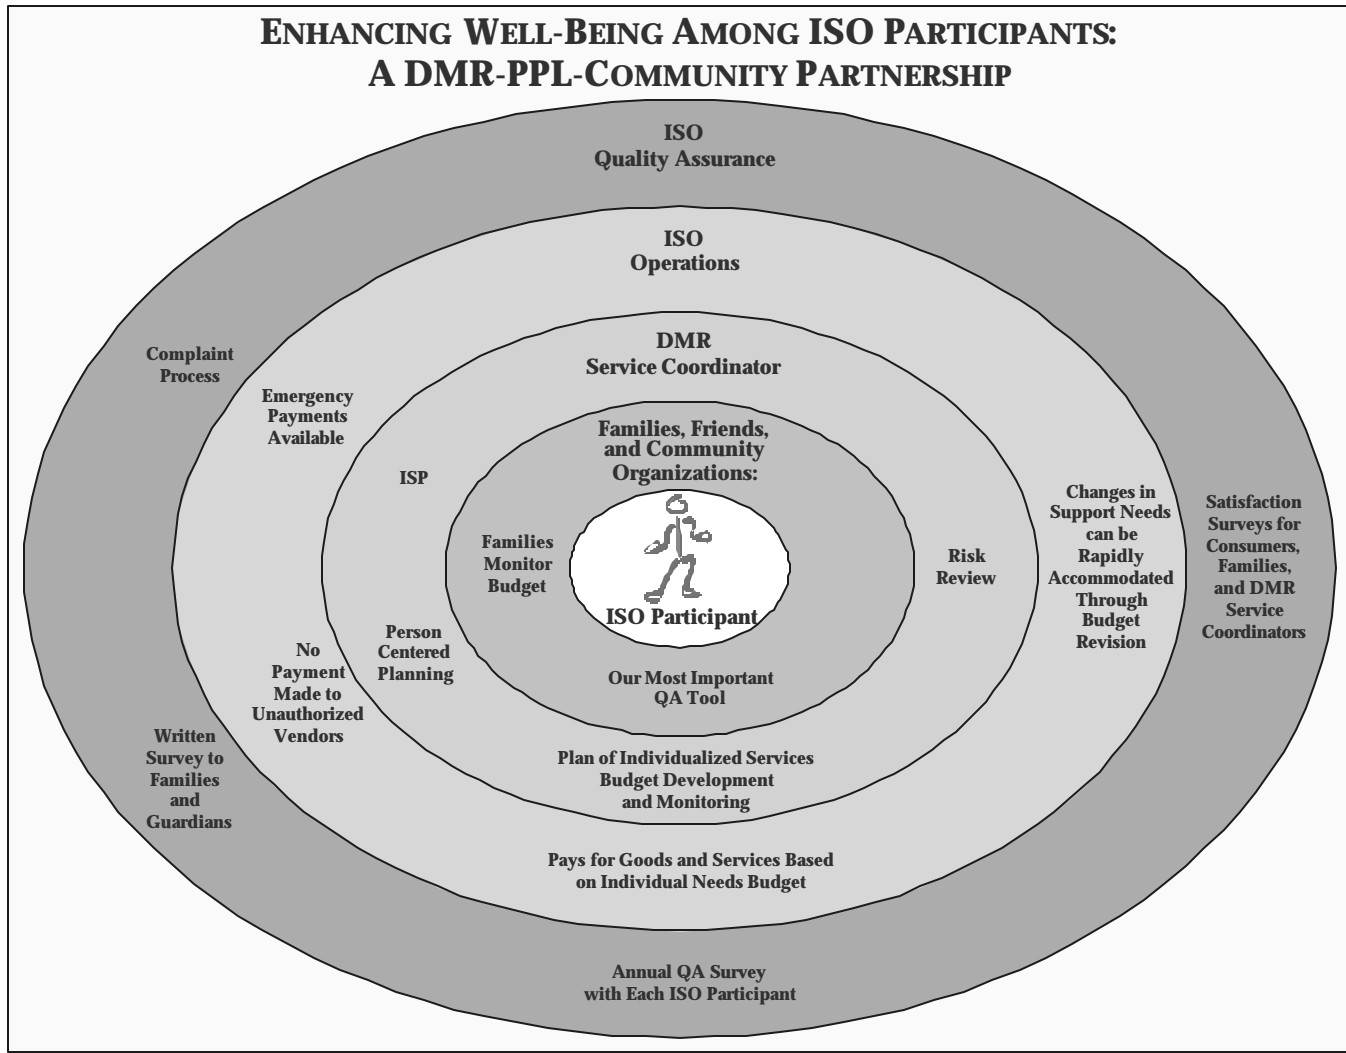 ENHANCING WELL-BEING AMONG ISO PARTICIPANTS:
A DMR-PPL-COMMUNITY PARTNERSHIP
ISO
Quality Assurance
ISO
Operations
DMR
Service Coordinator
Families, Friends,
and Community
Organizations:
ISO Participant
Our Most Important
QA Tool
Families
Monitor
Budget
ISP
Person
Centered
Planning
Risk
Review
Plan of Individualized Services
Budget Development
and Monitoring
Emergency
Payments
Available
No
Payment
Made to
Unauthorized
Vendors
Changes in
Support Needs
can be
Rapidly
Accommodated
Through
Budget
Revision
Pays for Goods and Services Based
on Individual Needs Budget
Complaint
Process
Written
Survey to
Families
and
Guardians
Satisfaction
Surveys for
Consumers,
Families,
and DMR
Service
Coordinators
Annual QA Survey
with Each ISO Participant